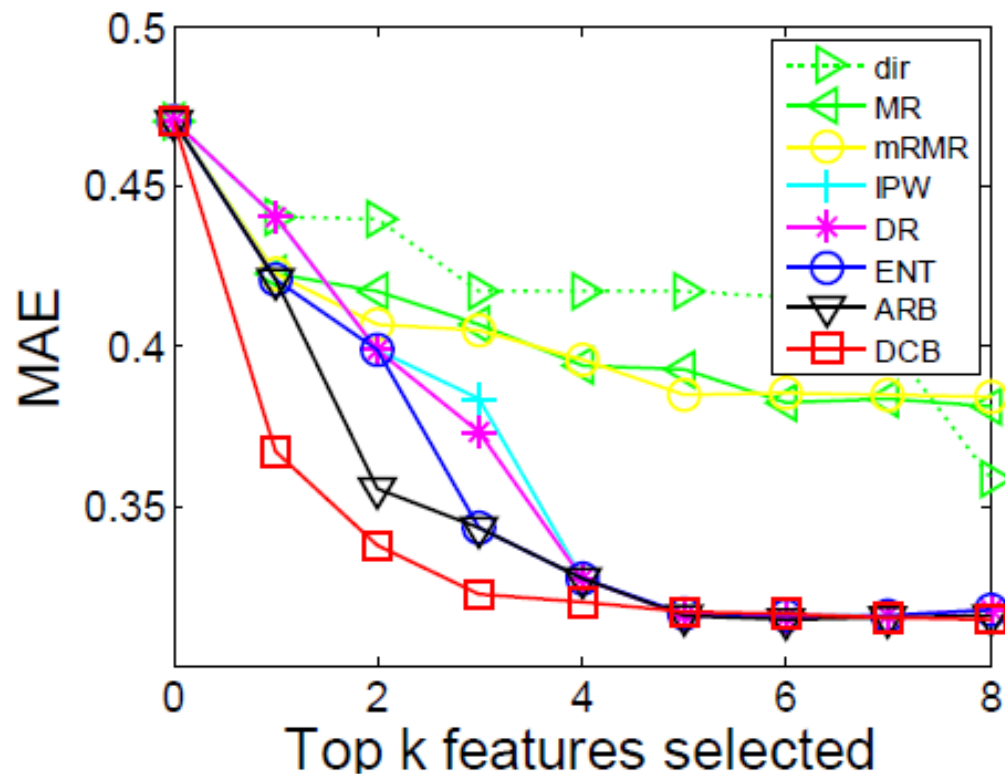 0.5
0.45
0.4
0.35
MAE
0
2
4
6
8
Top k features selected
dir
MR
mRMR
IPW
DR
ENT
ARB
DCB